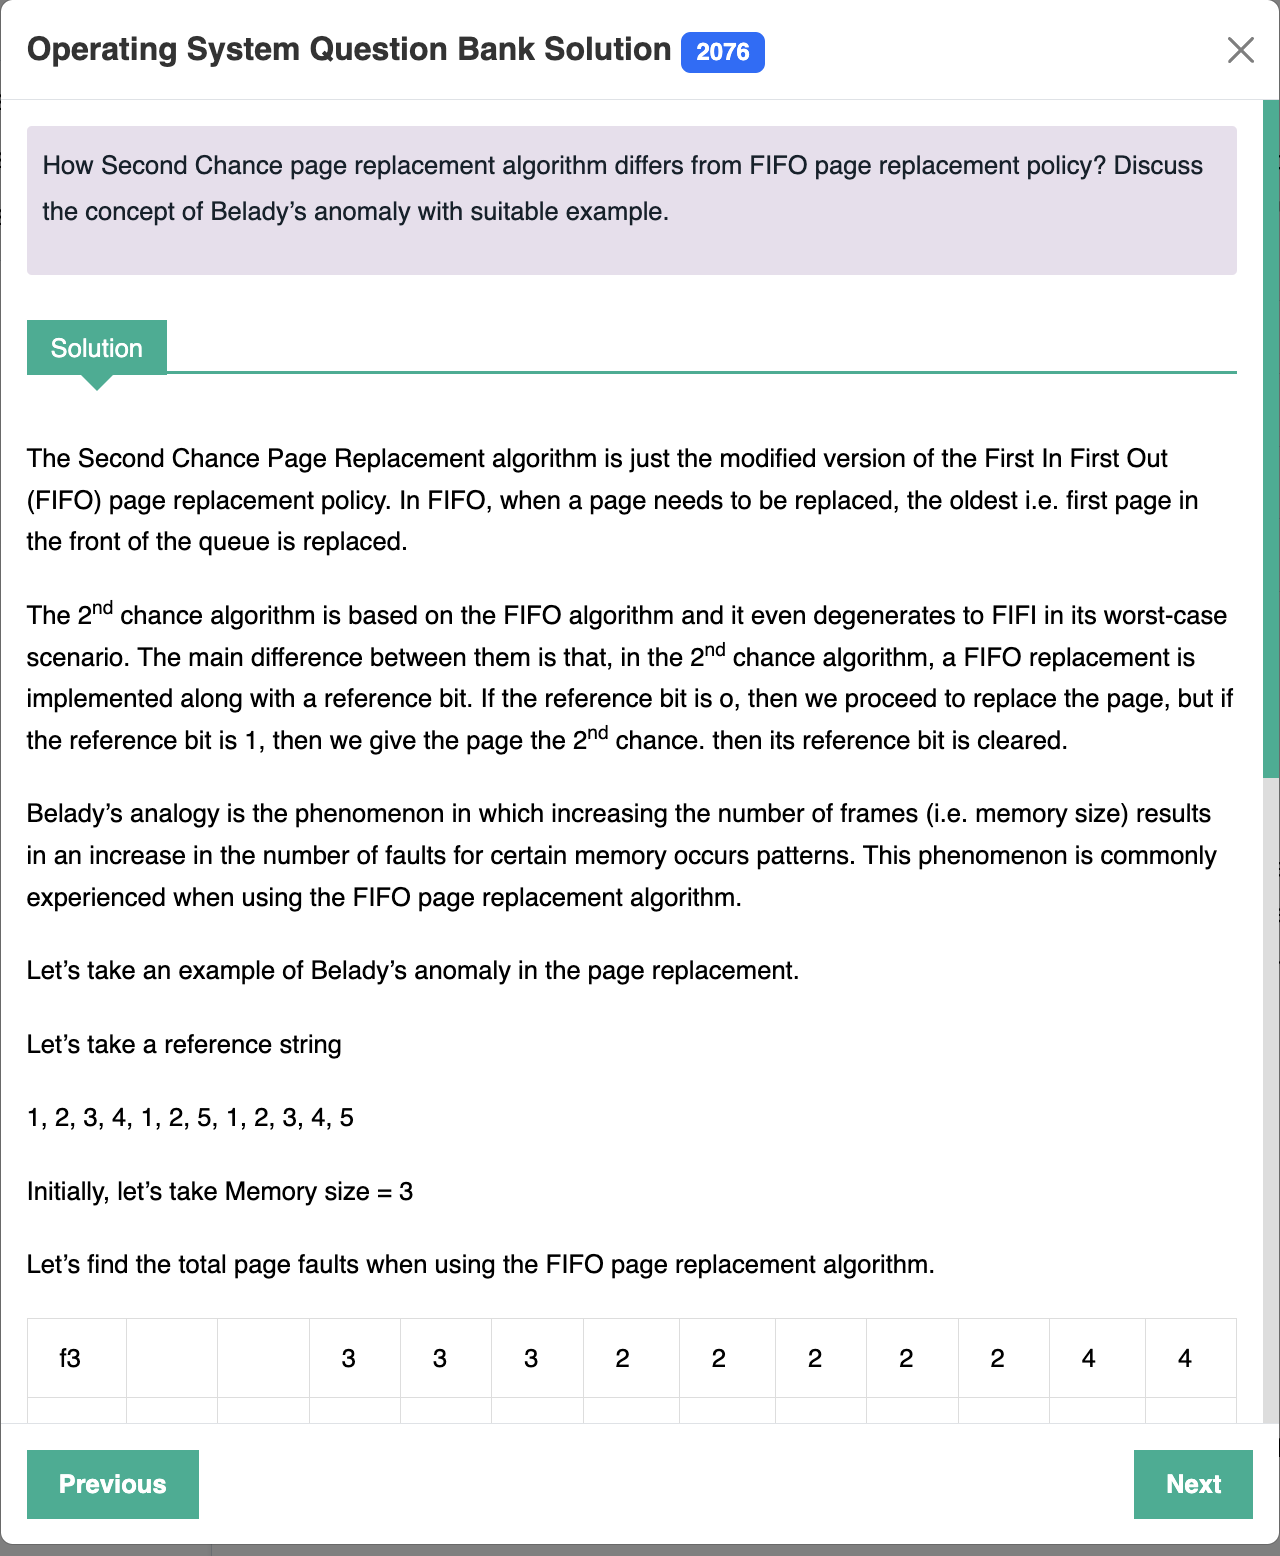 Operating System Question Bank Solution 2076
How Second Chance page replacement algorithm differs from FIFO page replacement policy? Discuss
the concept of Belady’s anomaly with suitable example.
Solution
The Second Chance Page Replacement algorithm is just the modified version of the First In First Out
(FIFO) page replacement policy. In FIFO, when a page needs to be replaced, the oldest i.e. first page in
the front of the queue is replaced.
The 2nd chance algorithm is based on the FIFO algorithm and it even degenerates to FIFI in its worst-case
scenario. The main difference between them is that, in the 2nd chance algorithm, a FIFO replacement is
implemented along with a reference bit. If the reference bit is o, then we proceed to replace the page, but if
the reference bit is 1, then we give the page the 2nd chance. then its reference bit is cleared.
Belady’s analogy is the phenomenon in which increasing the number of frames (i.e. memory size) results
in an increase in the number of faults for certain memory occurs patterns. This phenomenon is commonly
experienced when using the FIFO page replacement algorithm.
Let’s take an example of Belady’s anomaly in the page replacement.
Let’s take a reference string
1, 2, 3, 4, 1, 2, 5, 1, 2, 3, 4, 5
Initially, let’s take Memory size = 3
Let’s find the total page faults when using the FIFO page replacement algorithm.
f3 3 3 3 2 2 2 2 2 4 4
Previous Next